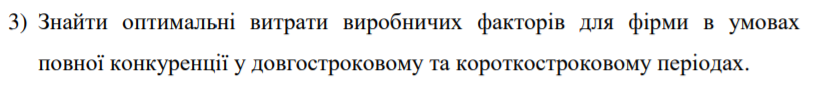 3) Знайти оптимальні витрати виробничих факторів для фірми в умовах
повної конкуренції у довгостроковому та короткостроковому періодах.